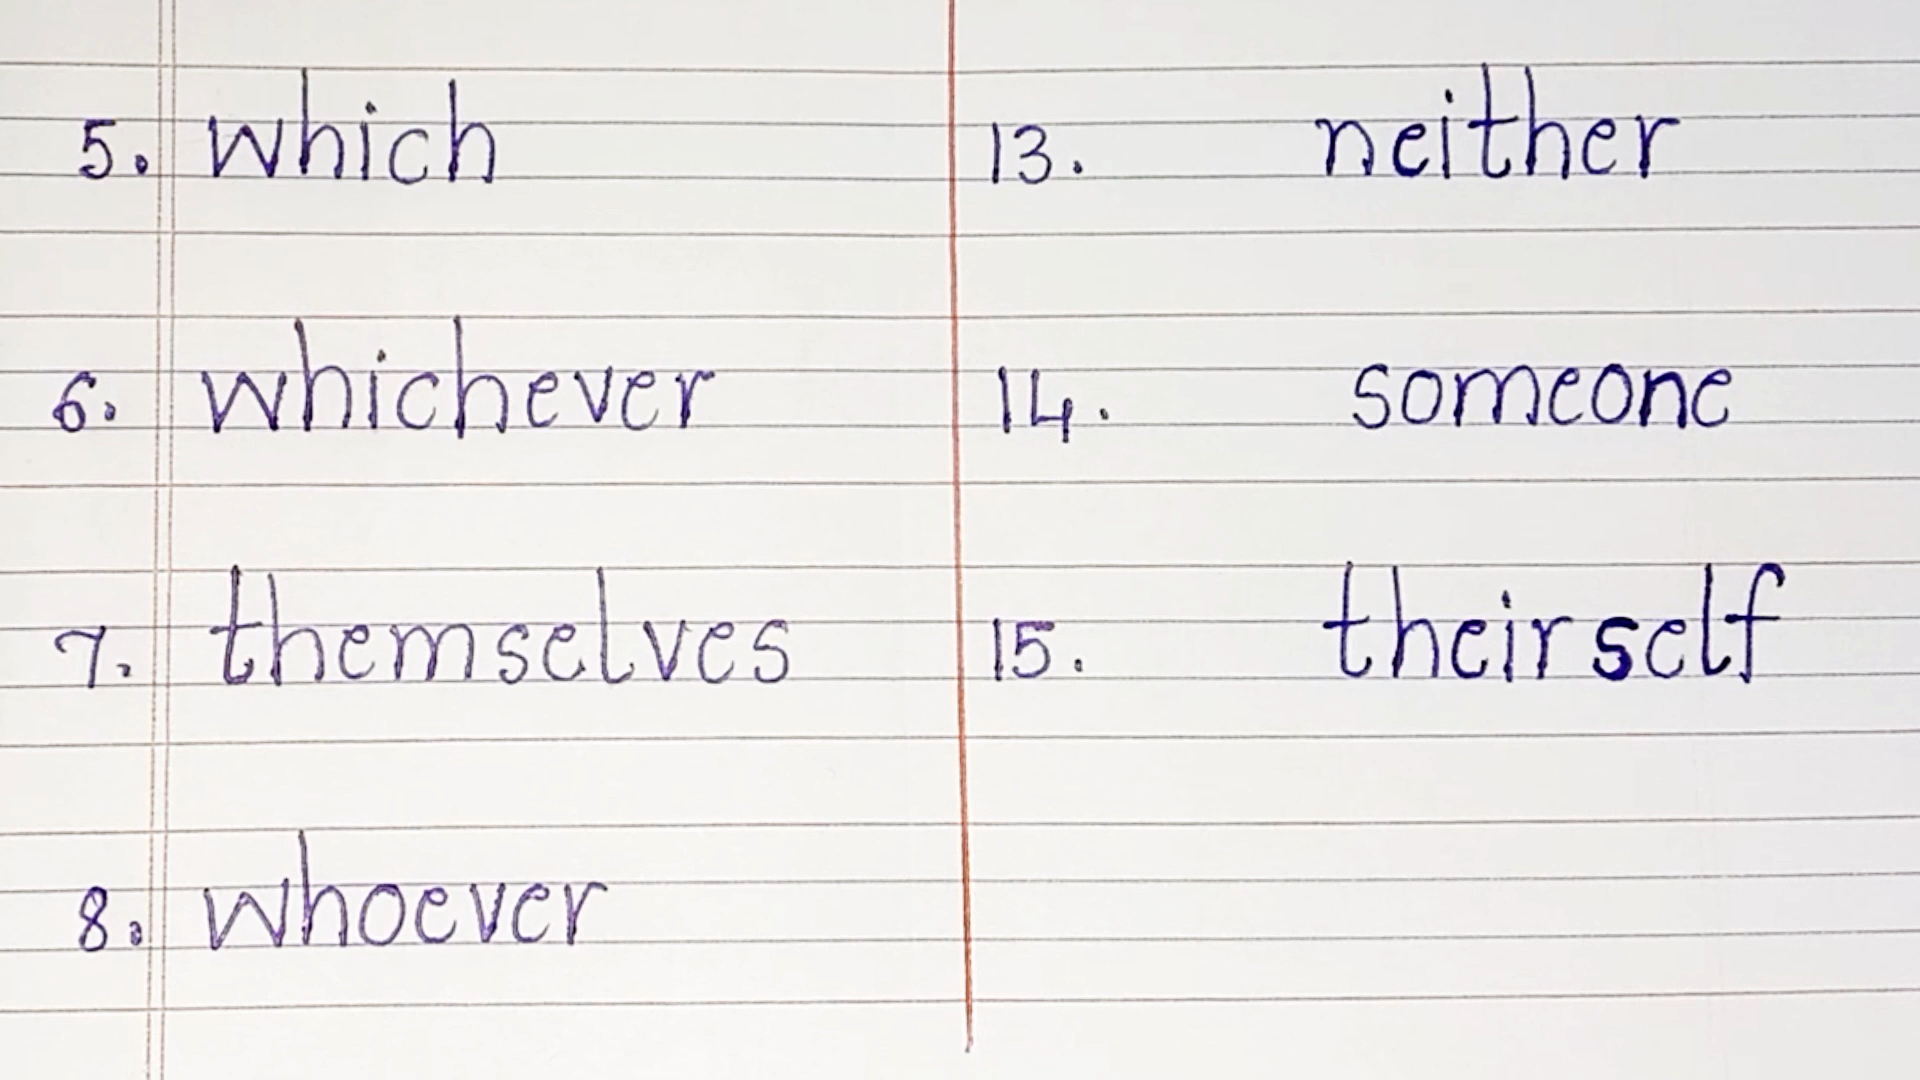 5. which
6. whichever
7. themselves
8. whoever
13. neither
14. someone
15. theirself